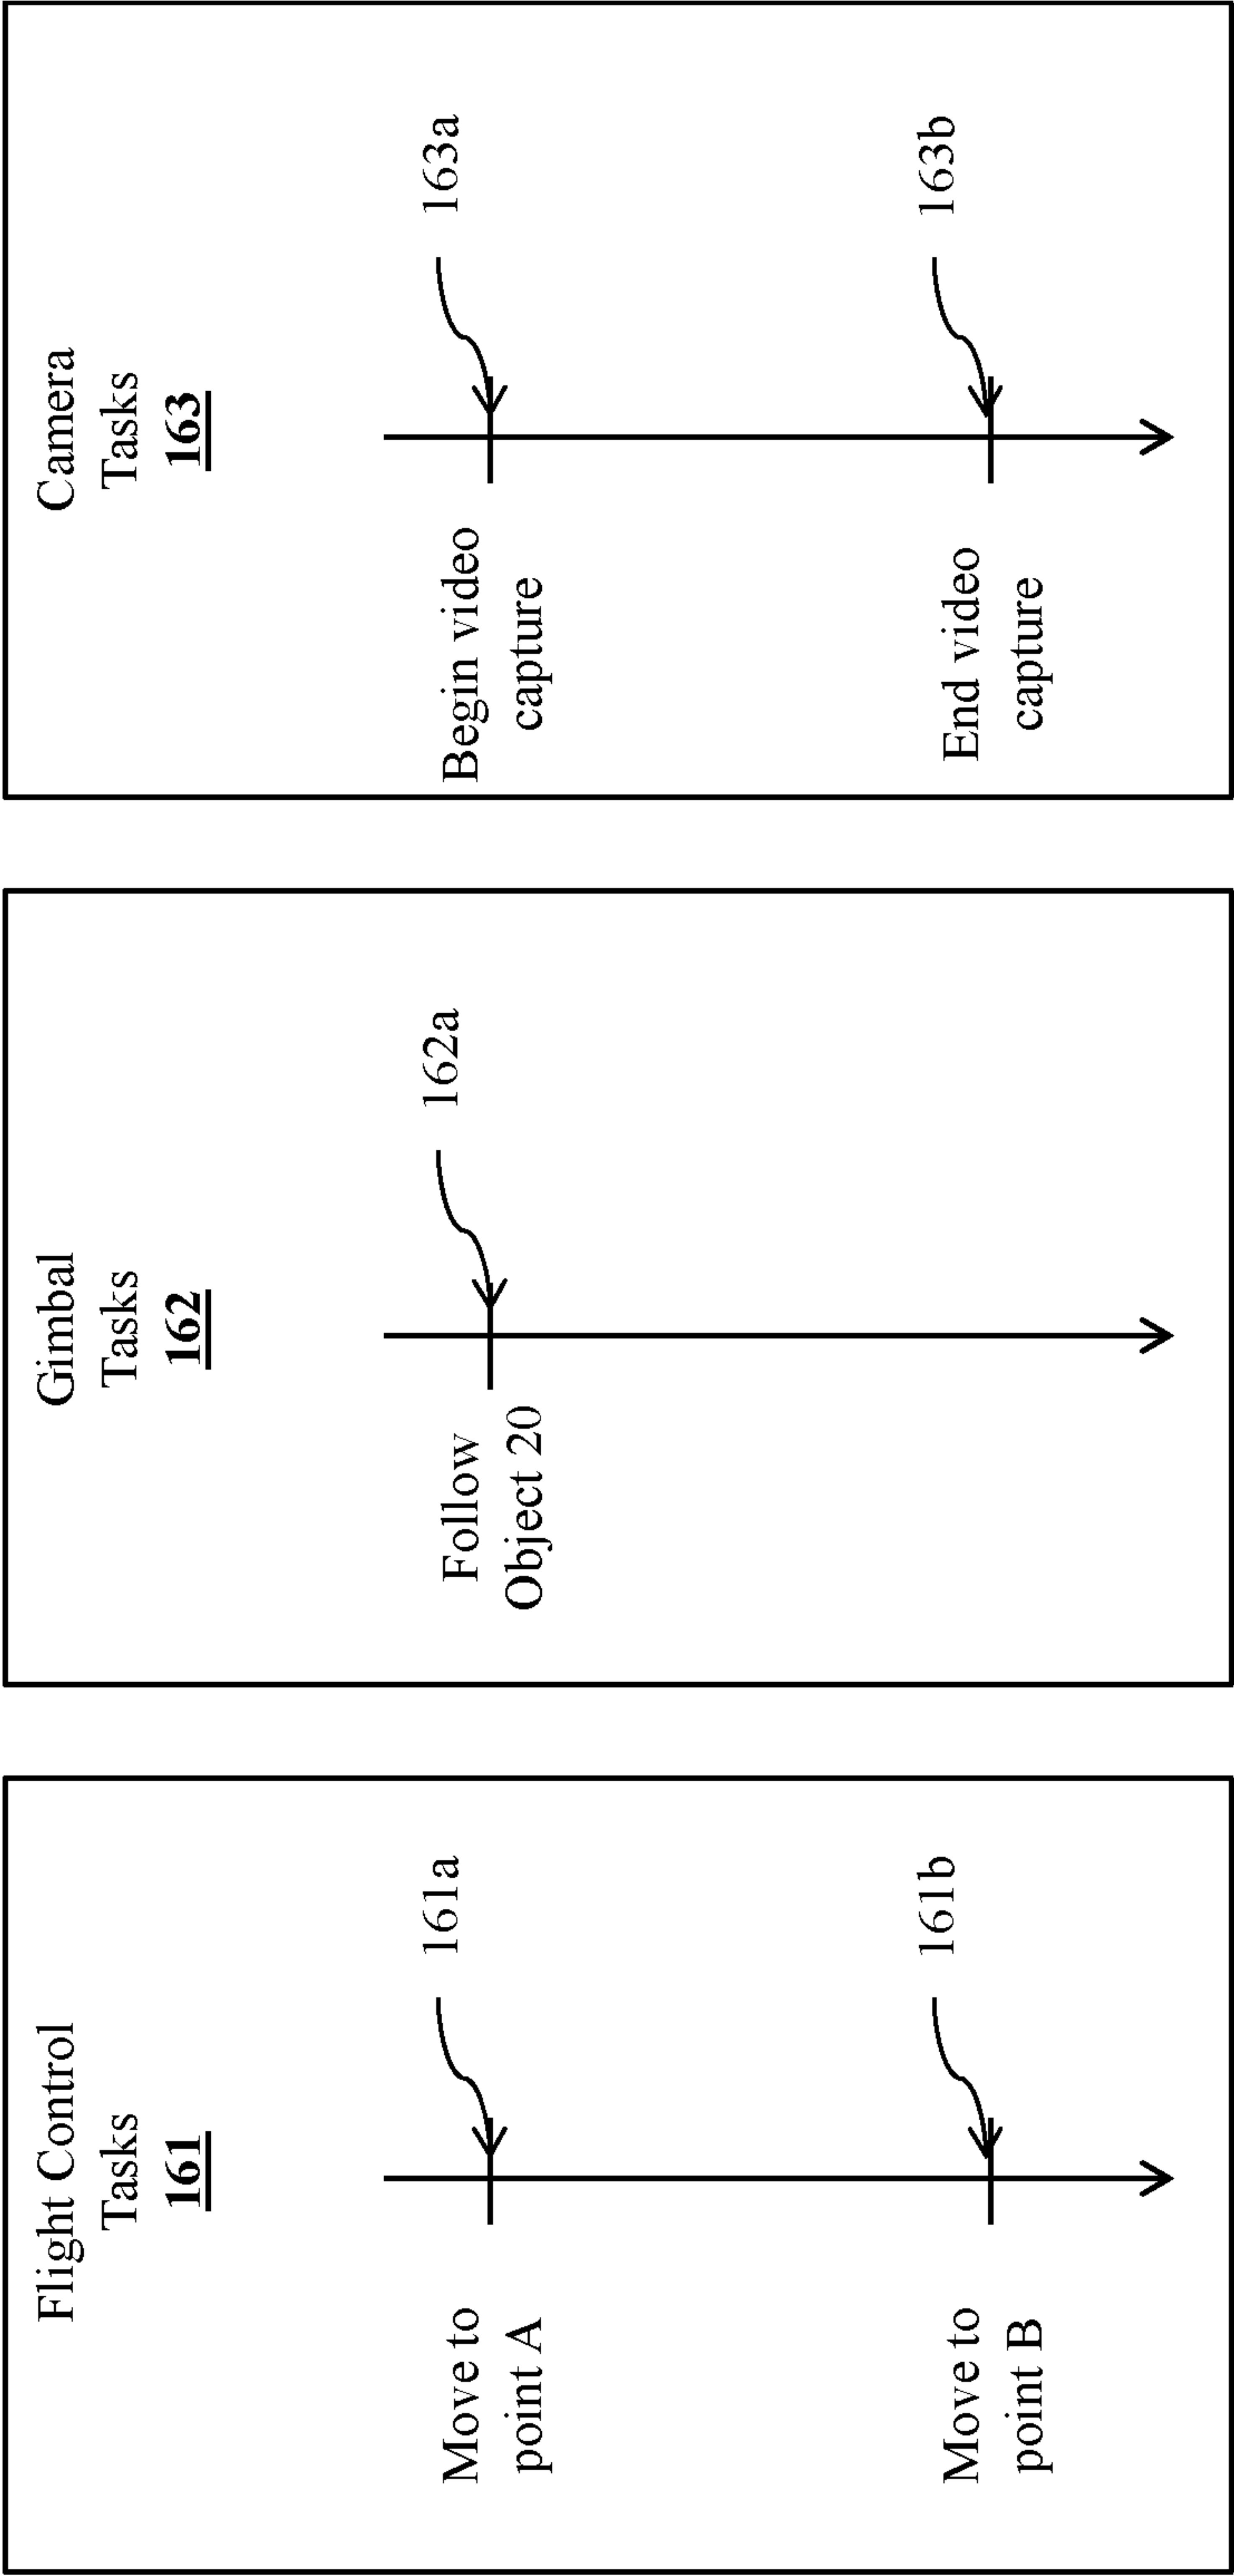 Flight Control
Tasks
161
Move to
point A
161a
Move to
point B
161b
Gimbal
Tasks
162
Follow
Object 20
162a
Camera
Tasks
163
Begin video
capture
163a
End video
capture
163b